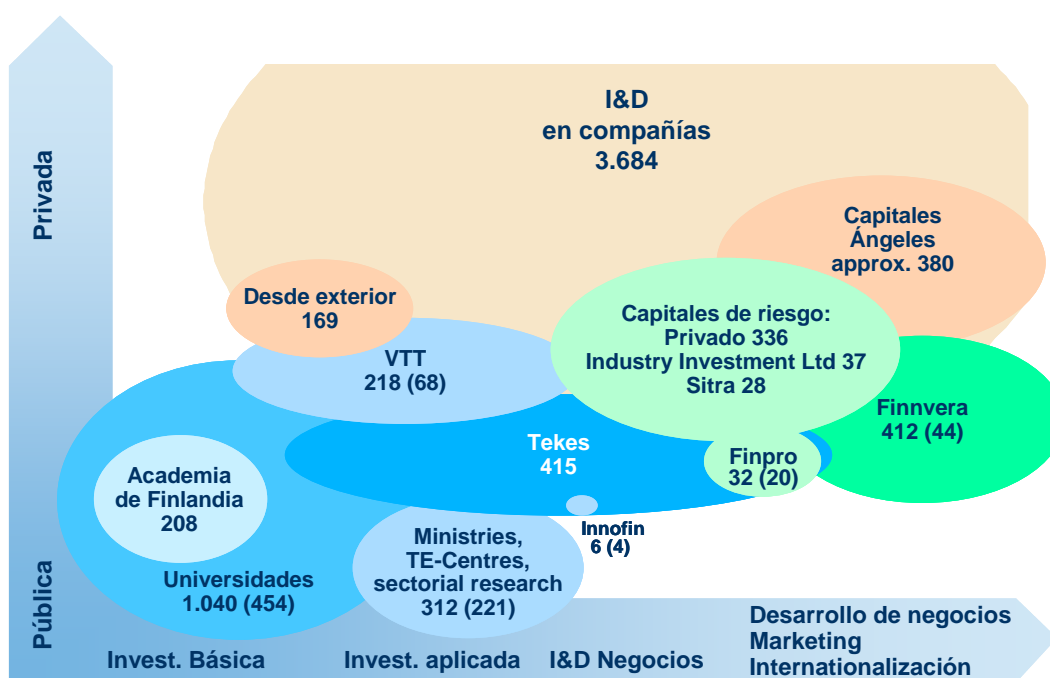 I&D
en compañías
3.684
Privada
Capitales
Ángeles
approx. 380
Desde exterior
169
Capitales de riesgo:
Privado 336
Industry Investment Ltd 37
Sitra 28
VTT
218 (68)
Finnvera
412 (44)
Tekes
415
Finpro
32 (20)
Academia
de Finlandia
208
Innofin
6 (4)
Ministries,
TE-Centres,
sectorial research
312 (221)
Universidades
1.040 (454)
Pública
Invest. Básica
Invest. aplicada
I&D Negocios
Desarrollo de negocios
Marketing
Internationalización